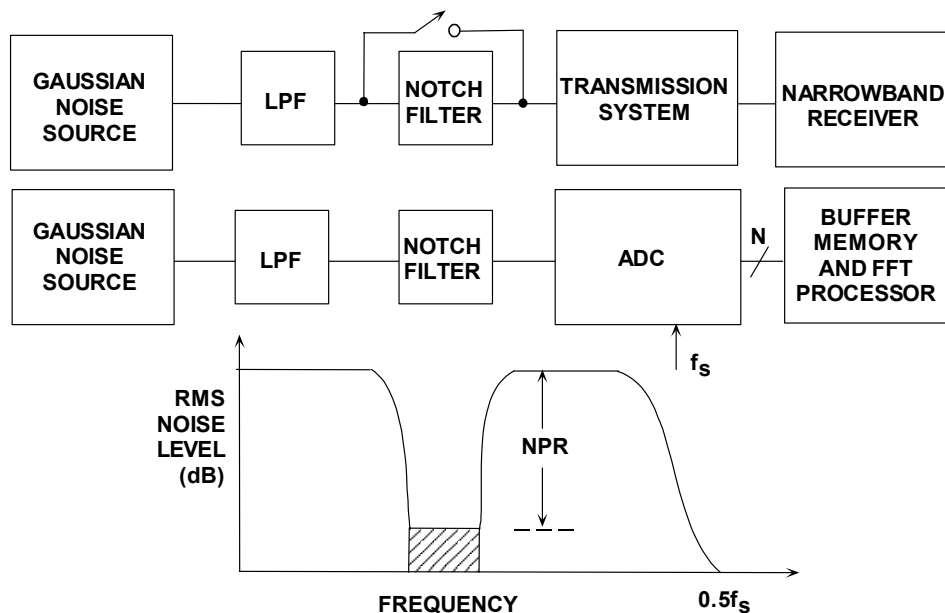 GAUSSIAN
NOISE
SOURCE
LPF
NOTCH
FILTER
TRANSMISSION
SYSTEM
NARROWBAND
RECEIVER
GAUSSIAN
NOISE
SOURCE
LPF
NOTCH
FILTER
ADC
N
BUFFER
MEMORY
AND FFT
PROCESSOR
fs
RMS
NOISE
LEVEL
(dB)
NPR
FREQUENCY
0.5fs